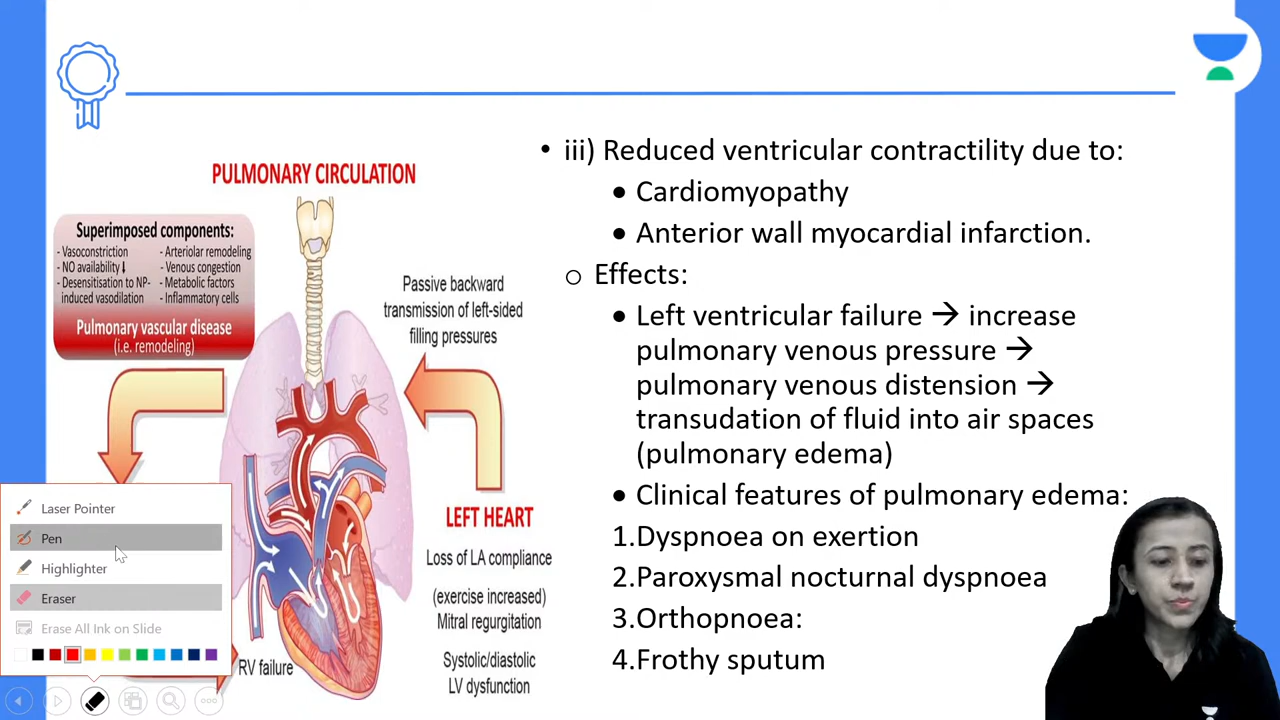 PULMONARY CIRCULATION
Superimposed components:
- Vasoconstriction
- NO availability↓
- Desensitisation to NP-
induced vasodilation
- Arteriolar remodeling
- Venous congestion
- Metabolic factors
- Inflammatory cells
Pulmonary vascular disease
(i.e. remodeling)
Passive backward
transmission of left-sided
filling pressures
LEFT HEART
Loss of LA compliance
(exercise increased)
Mitral regurgitation
Systolic/diastolic
LV dysfunction
RV failure
• iii) Reduced ventricular contractility due to:
• Cardiomyopathy
• Anterior wall myocardial infarction.
o Effects:
• Left ventricular failure → increase
pulmonary venous pressure →
pulmonary venous distension →
transudation of fluid into air spaces
(pulmonary edema)
• Clinical features of pulmonary edema:
1.Dyspnoea on exertion
2.Paroxysmal nocturnal dyspnoea
3.Orthopnoea:
4.Frothy sputum
Laser Pointer
Pen
Highlighter
Eraser
Erase All Ink on Slide